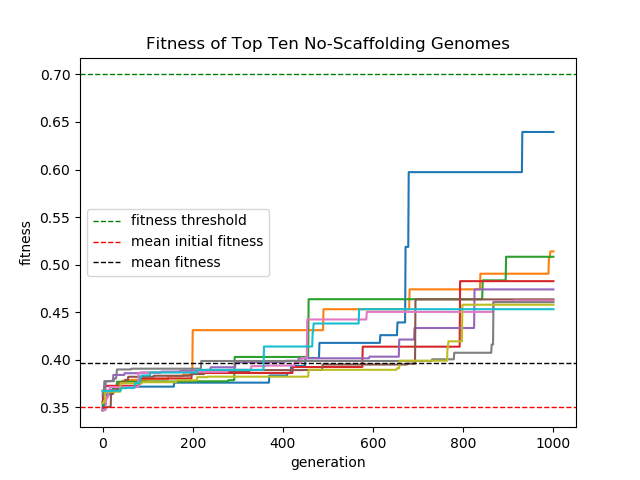 Fitness of Top Ten No-Scaffolding Genomes
0.70
0.65
0.60
0.55
0.50
0.45
0.40
0.35
fitness
fitness threshold
mean initial fitness
mean fitness
0
200
400
600
800
1000
generation